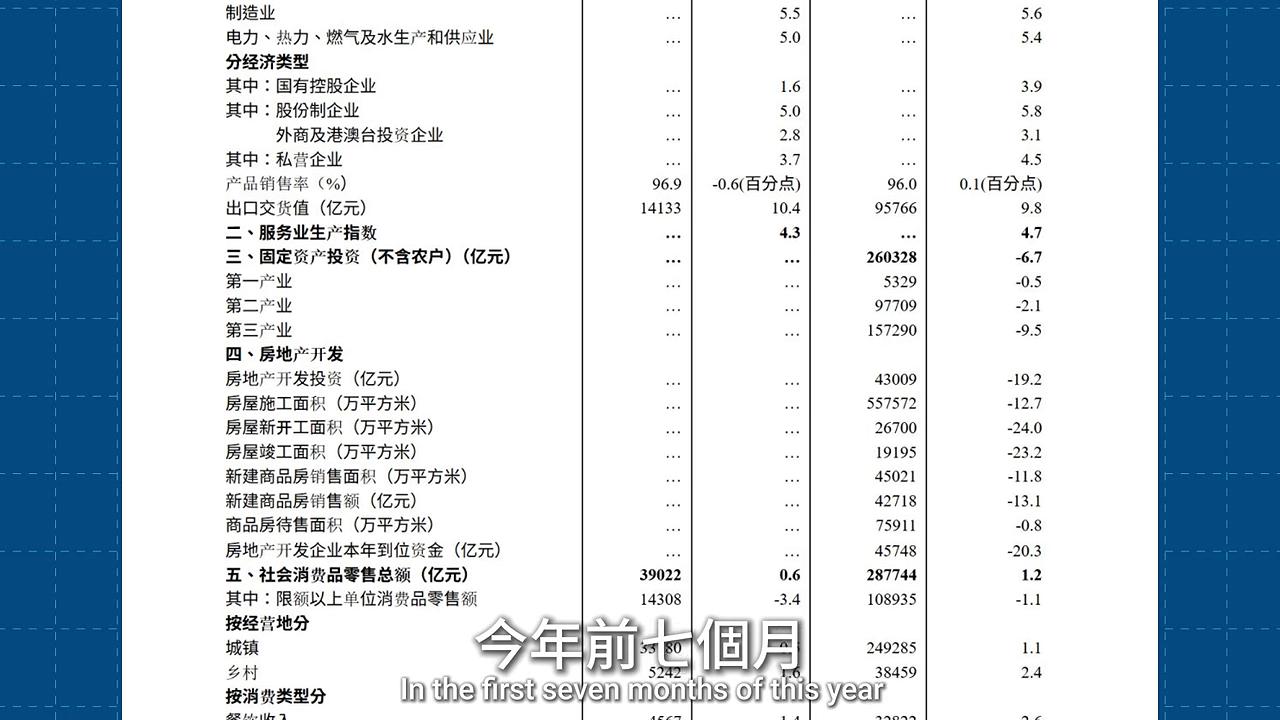 制造业 … 5.5 … 5.6
电力、热力、燃气及水生产和供应业 … 5.0 … 5.4
分经济类型
其中：国有控股企业 … 1.6 … 3.9
其中：股份制企业 … 5.0 … 5.8
外商及港澳台投资企业 … 2.8 … 3.1
其中：私营企业 … 3.7 … 4.5
产品销售率（%） 96.9 -0.6(百分点) 96.0 0.1(百分点)
出口交货值（亿元） 14133 10.4 95766 9.8
二、服务业生产指数 … 4.3 … 4.7
三、固定资产投资（不含农户）（亿元） … … 260328 -6.7
第一产业 … … 5329 -0.5
第二产业 … … 97709 -2.1
第三产业 … … 157290 -9.5
四、房地产开发
房地产开发投资（亿元） … … 43009 -19.2
房屋施工面积（万平方米） … … 557572 -12.7
房屋新开工面积（万平方米） … … 26700 -24.0
房屋竣工面积（万平方米） … … 19195 -23.2
新建商品房销售面积（万平方米） … … 45021 -11.8
新建商品房销售额（亿元） … … 42718 -13.1
商品房待售面积（万平方米） … … 75911 -0.8
房地产开发企业本年到位资金（亿元） … … 45748 -20.3
五、社会消费品零售总额（亿元） 39022 0.6 287744 1.2
其中：限额以上单位消费品零售额 14308 -3.4 108935 -1.1
按经营地分
城镇 249285 1.1
乡村 5242 1.6 38459 2.4
按消费类型分
今年前七個月
In the first seven months of this year